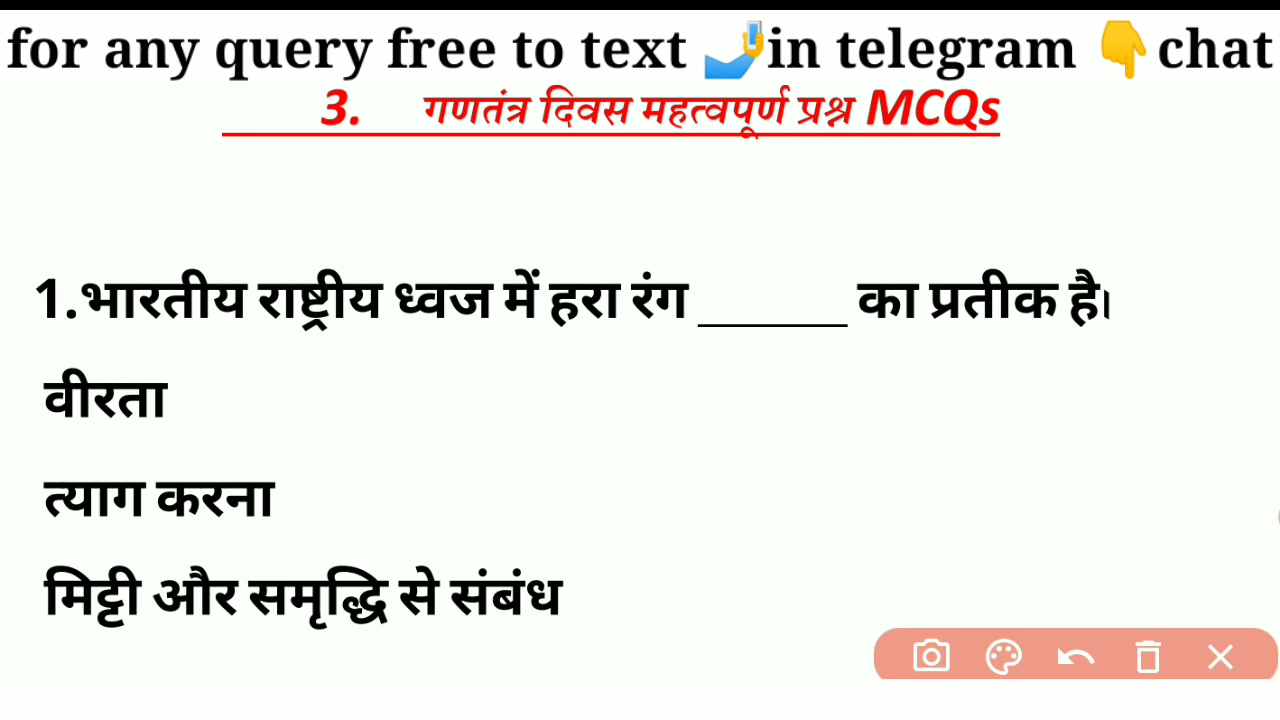 for any query free to text 🤳in telegram 👇 chat
3. गणतंत्र दिवस महत्वपूर्ण प्रश्न MCQs
1.भारतीय राष्ट्रीय ध्वज में हरा रंग _______ का प्रतीक है।
वीरता
त्याग करना
मिट्टी और समृद्धि से संबंध